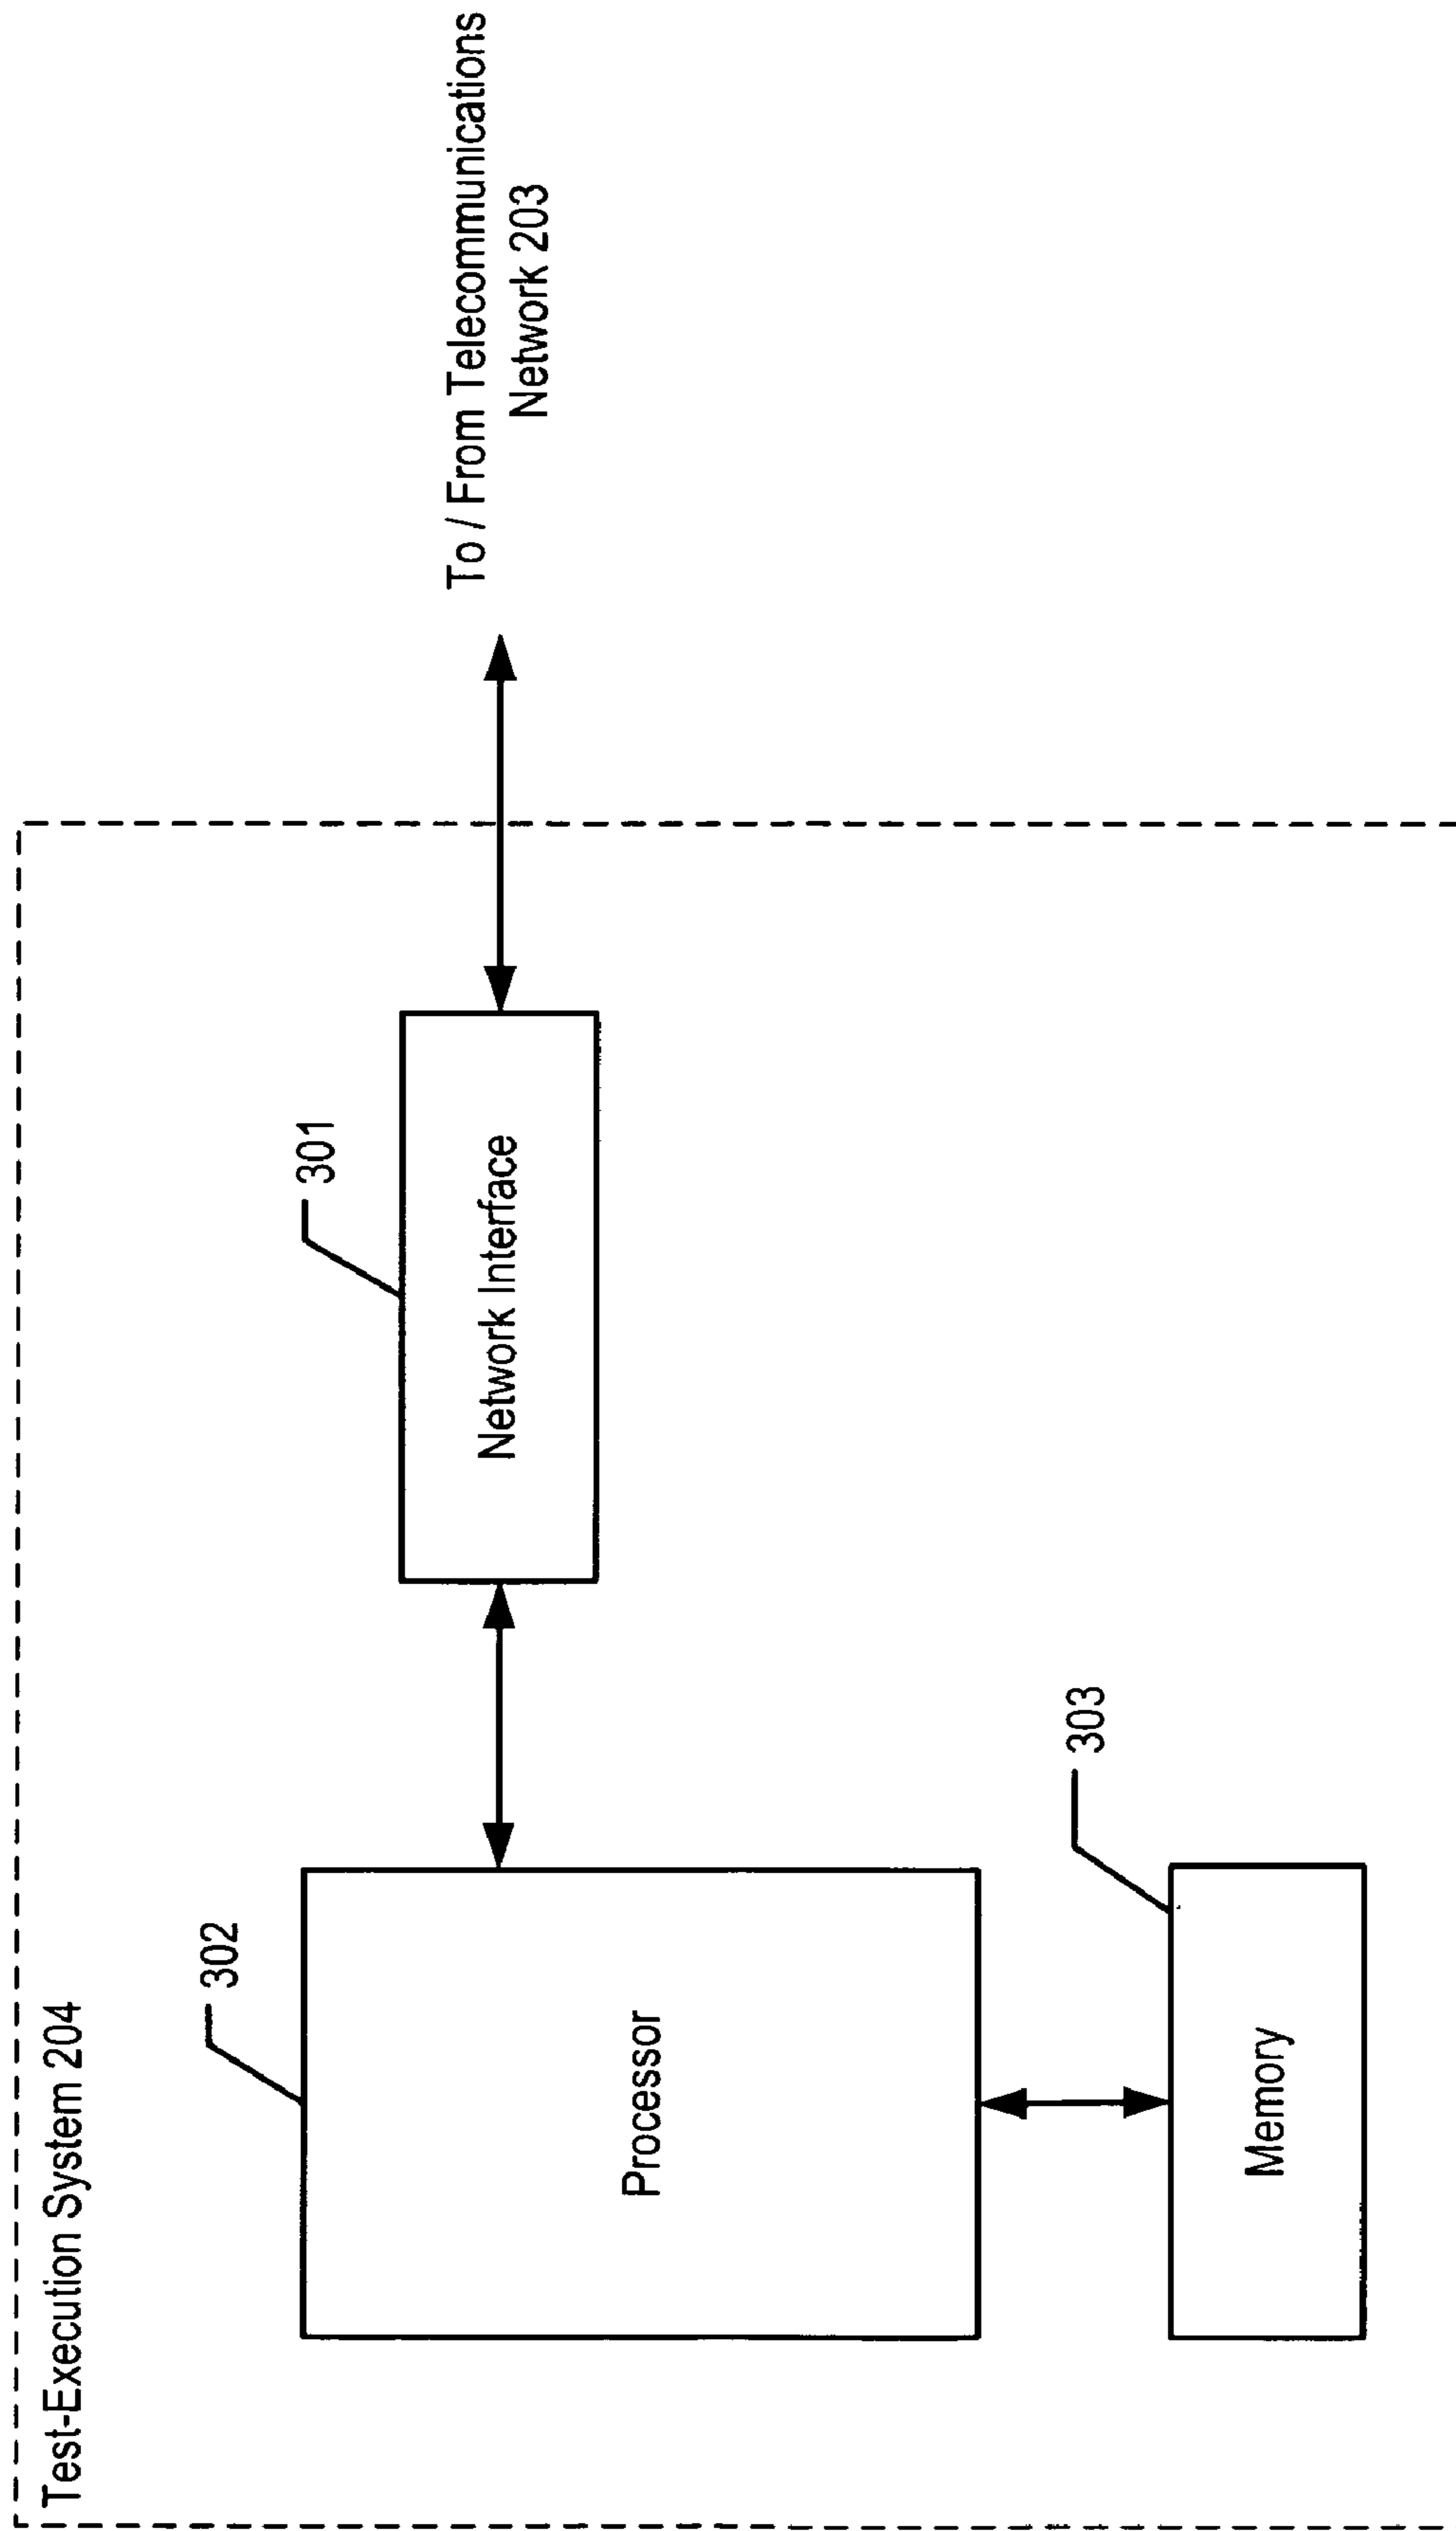 Test-Execution System 204
302
301
Processor
Network Interface
To / From Telecommunications
Network 203
303
Memory